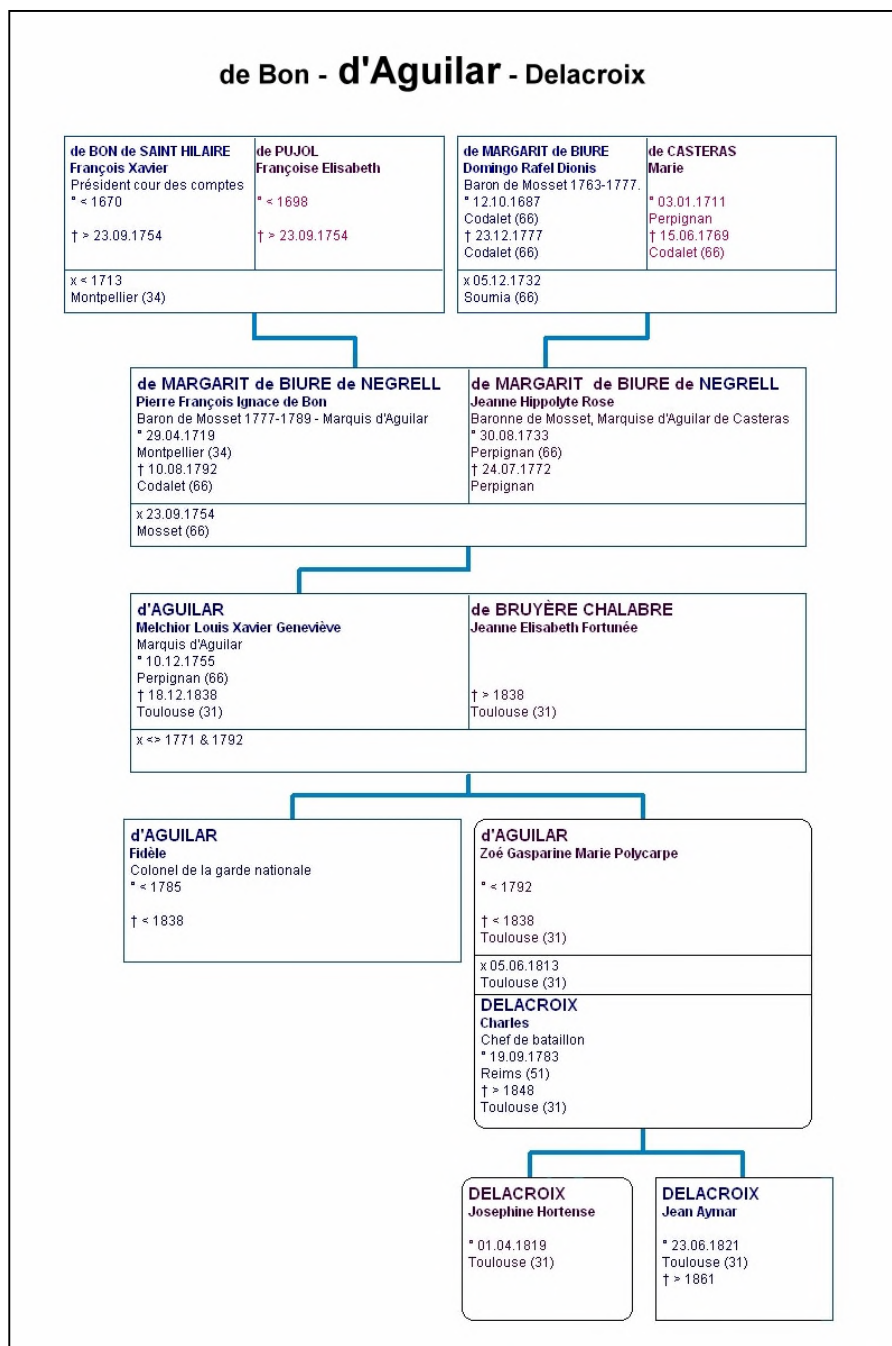 de Bon - d'Aguilar - Delacroix
de BON de SAINT HILAIRE
François Xavier
Président cour des comptes
° < 1670
† > 23.09.1754
de PUJOL
Françoise Elisabeth
° < 1698
† > 23.09.1754
x < 1713
Montpellier (34)
de MARGARIT de BIURE
Domingo Rafel Dionis
Baron de Mosset 1763-1777.
° 12.10.1687
Codalet (66)
† 23.12.1777
Codalet (66)
de CASTERAS
Marie
° 03.01.1711
Perpignan
† 15.06.1769
Codalet (66)
x 05.12.1732
Sournia (66)
de MARGARIT de BIURE de NEGRELL
Pierre François Ignace de Bon
Baron de Mosset 1777-1789 - Marquis d'Aguilar
° 29.04.1719
Montpellier (34)
† 10.08.1792
Codalet (66)
de MARGARIT de BIURE de NEGRELL
Jeanne Hippolyte Rose
Baronne de Mosset, Marquise d'Aguilar de Casteras
° 30.08.1733
Perpignan (66)
† 24.07.1772
Perpignan
x 23.09.1754
Mosset (66)
d'AGUILAR
Melchior Louis Xavier Geneviève
Marquis d'Aguilar
° 10.12.1755
Perpignan (66)
† 18.12.1838
Toulouse (31)
de BRUYÈRE CHALABRE
Jeanne Elisabeth Fortunée
† > 1838
Toulouse (31)
x <> 1771 & 1792
d'AGUILAR
Fidèle
Colonel de la garde nationale
° < 1785
† < 1838
d'AGUILAR
Zoé Gasparine Marie Polycarpe
° < 1792
† < 1838
Toulouse (31)
x 05.06.1813
Toulouse (31)
DELACROIX
Charles
Chef de bataillon
° 19.09.1783
Reims (51)
† > 1848
Toulouse (31)
DELACROIX
Josephine Hortense
° 01.04.1819
Toulouse (31)
DELACROIX
Jean Aymar
° 23.06.1821
Toulouse (31)
† > 1861